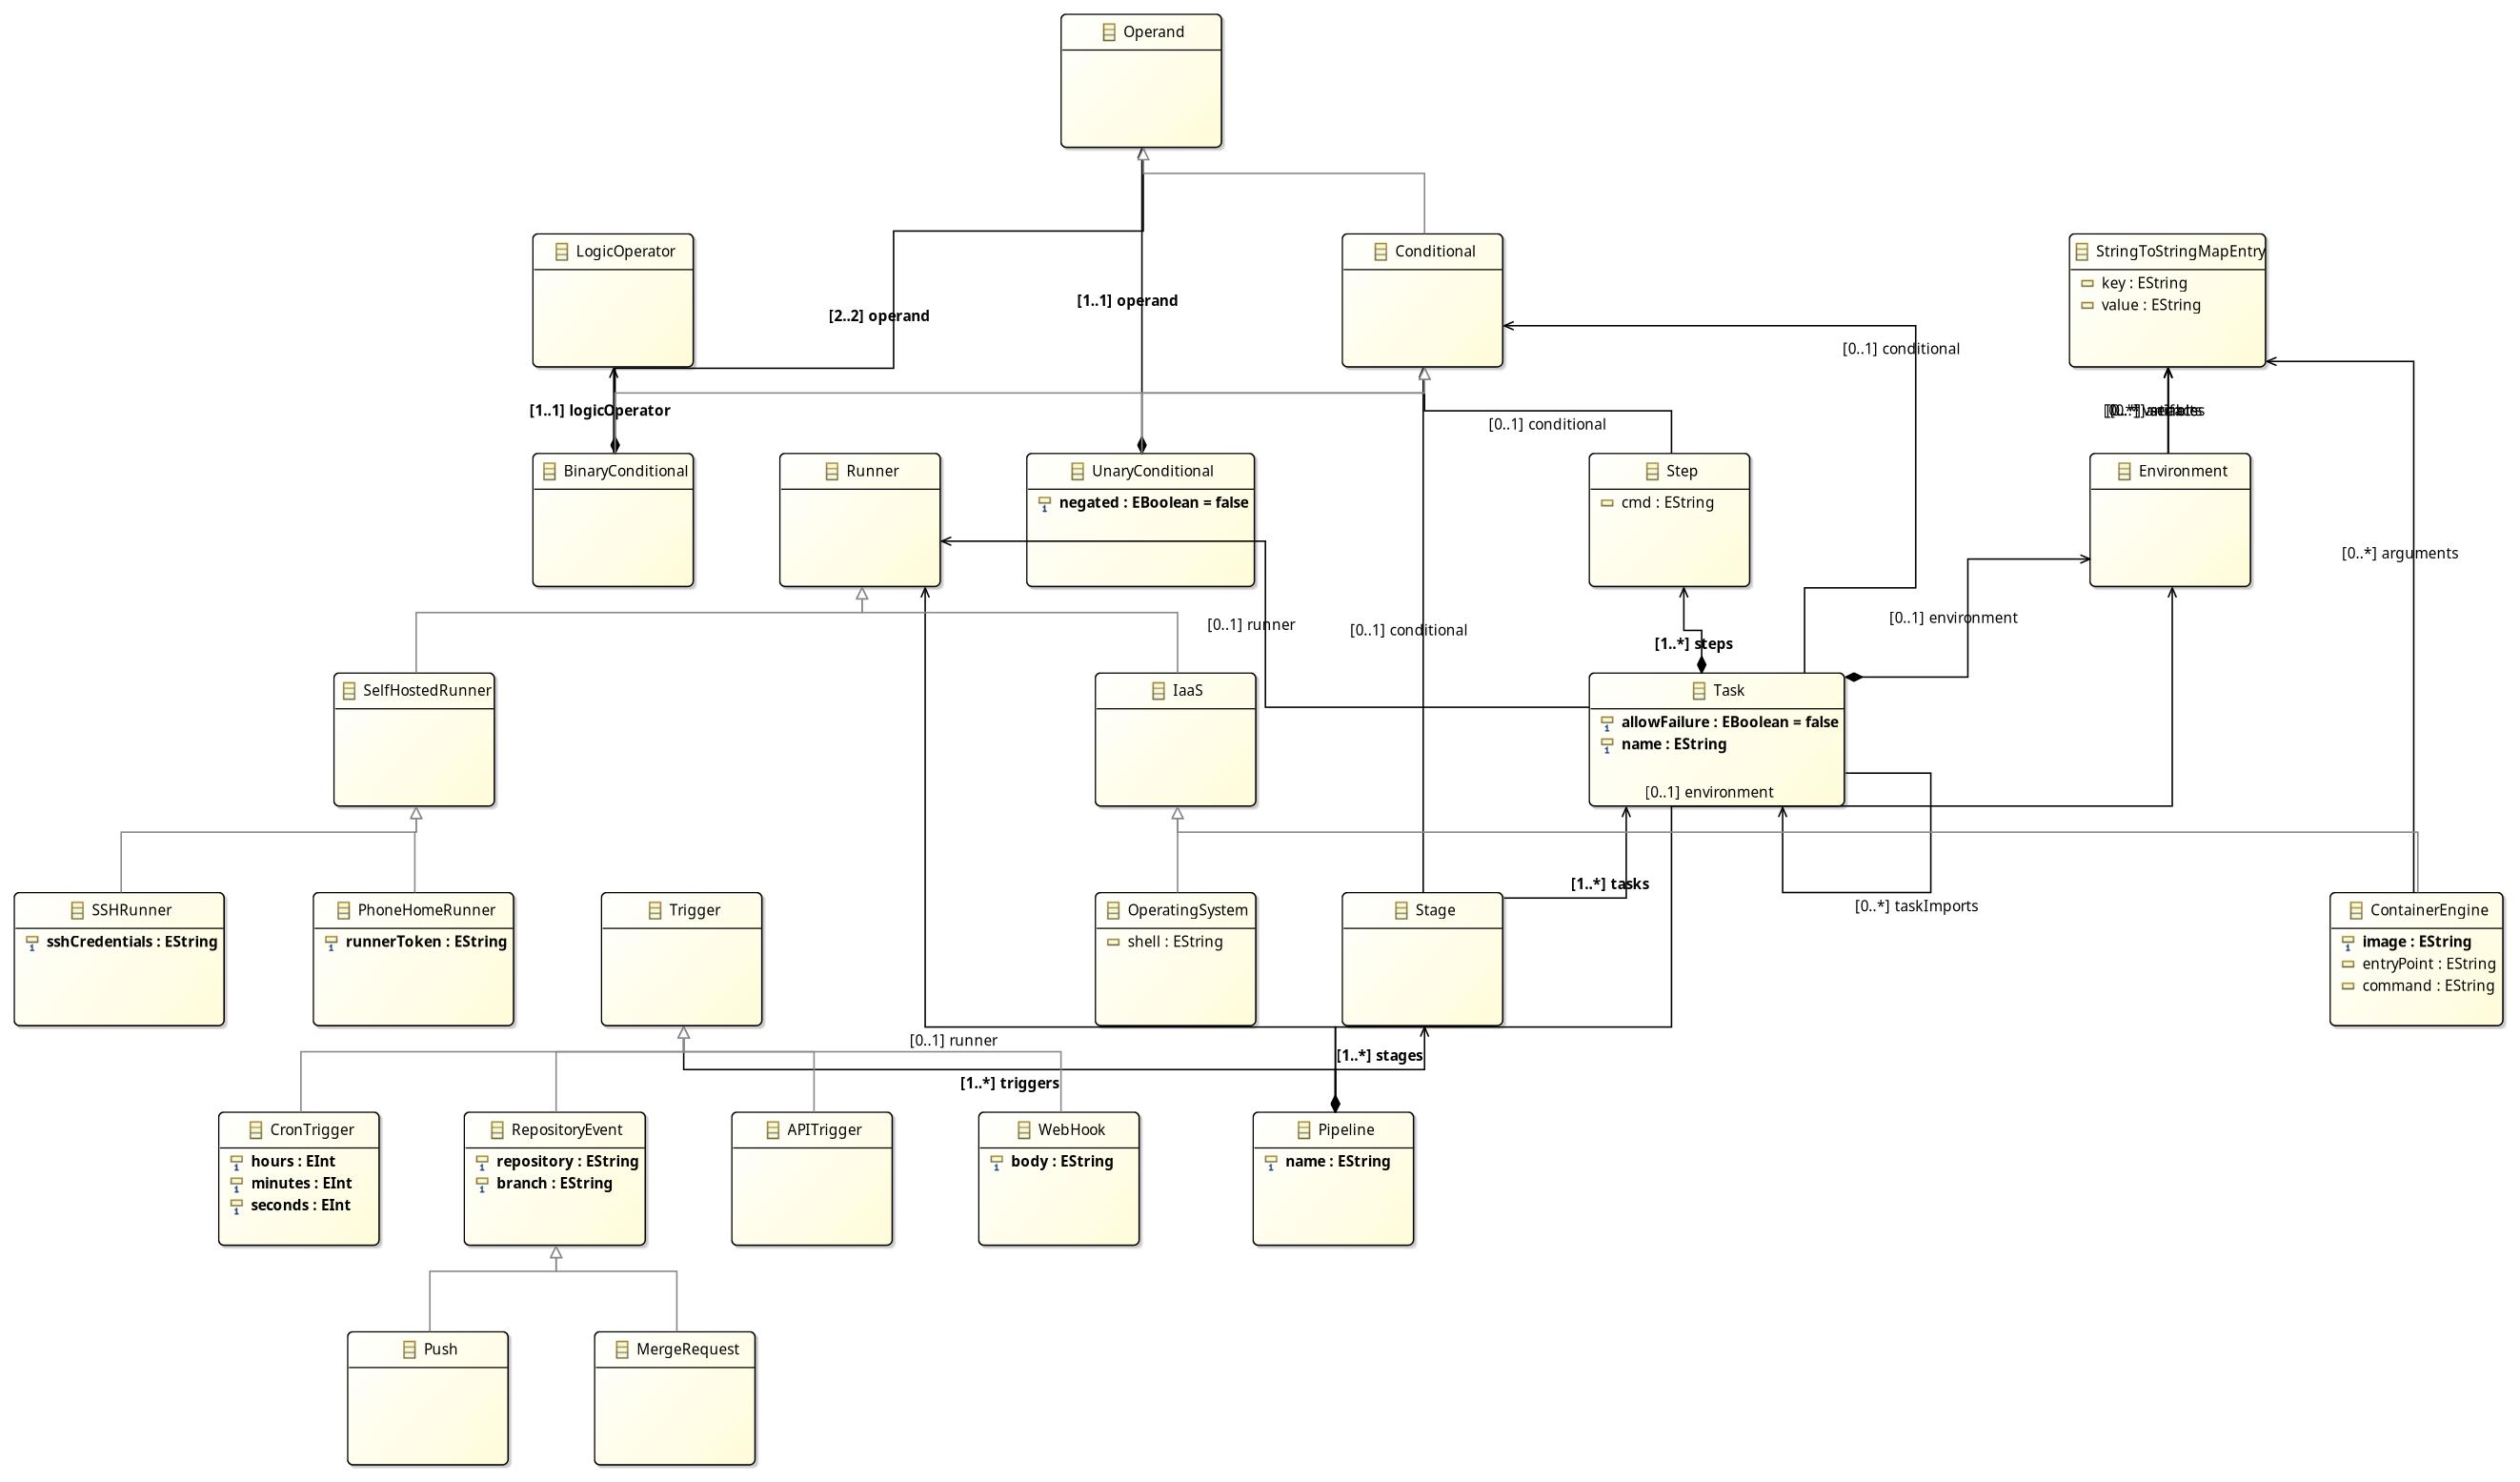 Operand
LogicOperator
Conditional
StringToStringMapEntry
key : EString
value : EString
[1..1] operand
[2..2] operand
[0..1] conditional
[1..1] logicOperator
[0..1] conditional
BinaryConditional
Runner
UnaryConditional
negated : EBoolean = false
Step
cmd : EString
Environment
[0..*] arguments
[0..1] runner
[0..1] conditional
[0..1] environment
[1..*] steps
SelfHostedRunner
IaaS
Task
allowFailure : EBoolean = false
name : EString
[0..1] environment
[1..*] tasks
[0..*] taskImports
SSHRunner
sshCredentials : EString
PhoneHomeRunner
runnerToken : EString
Trigger
OperatingSystem
shell : EString
Stage
ContainerEngine
image : EString
entryPoint : EString
command : EString
[0..1] runner
[1..*] stages
[1..*] triggers
CronTrigger
hours : EInt
minutes : EInt
seconds : EInt
RepositoryEvent
repository : EString
branch : EString
APITrigger
WebHook
body : EString
Pipeline
name : EString
Push
MergeRequest